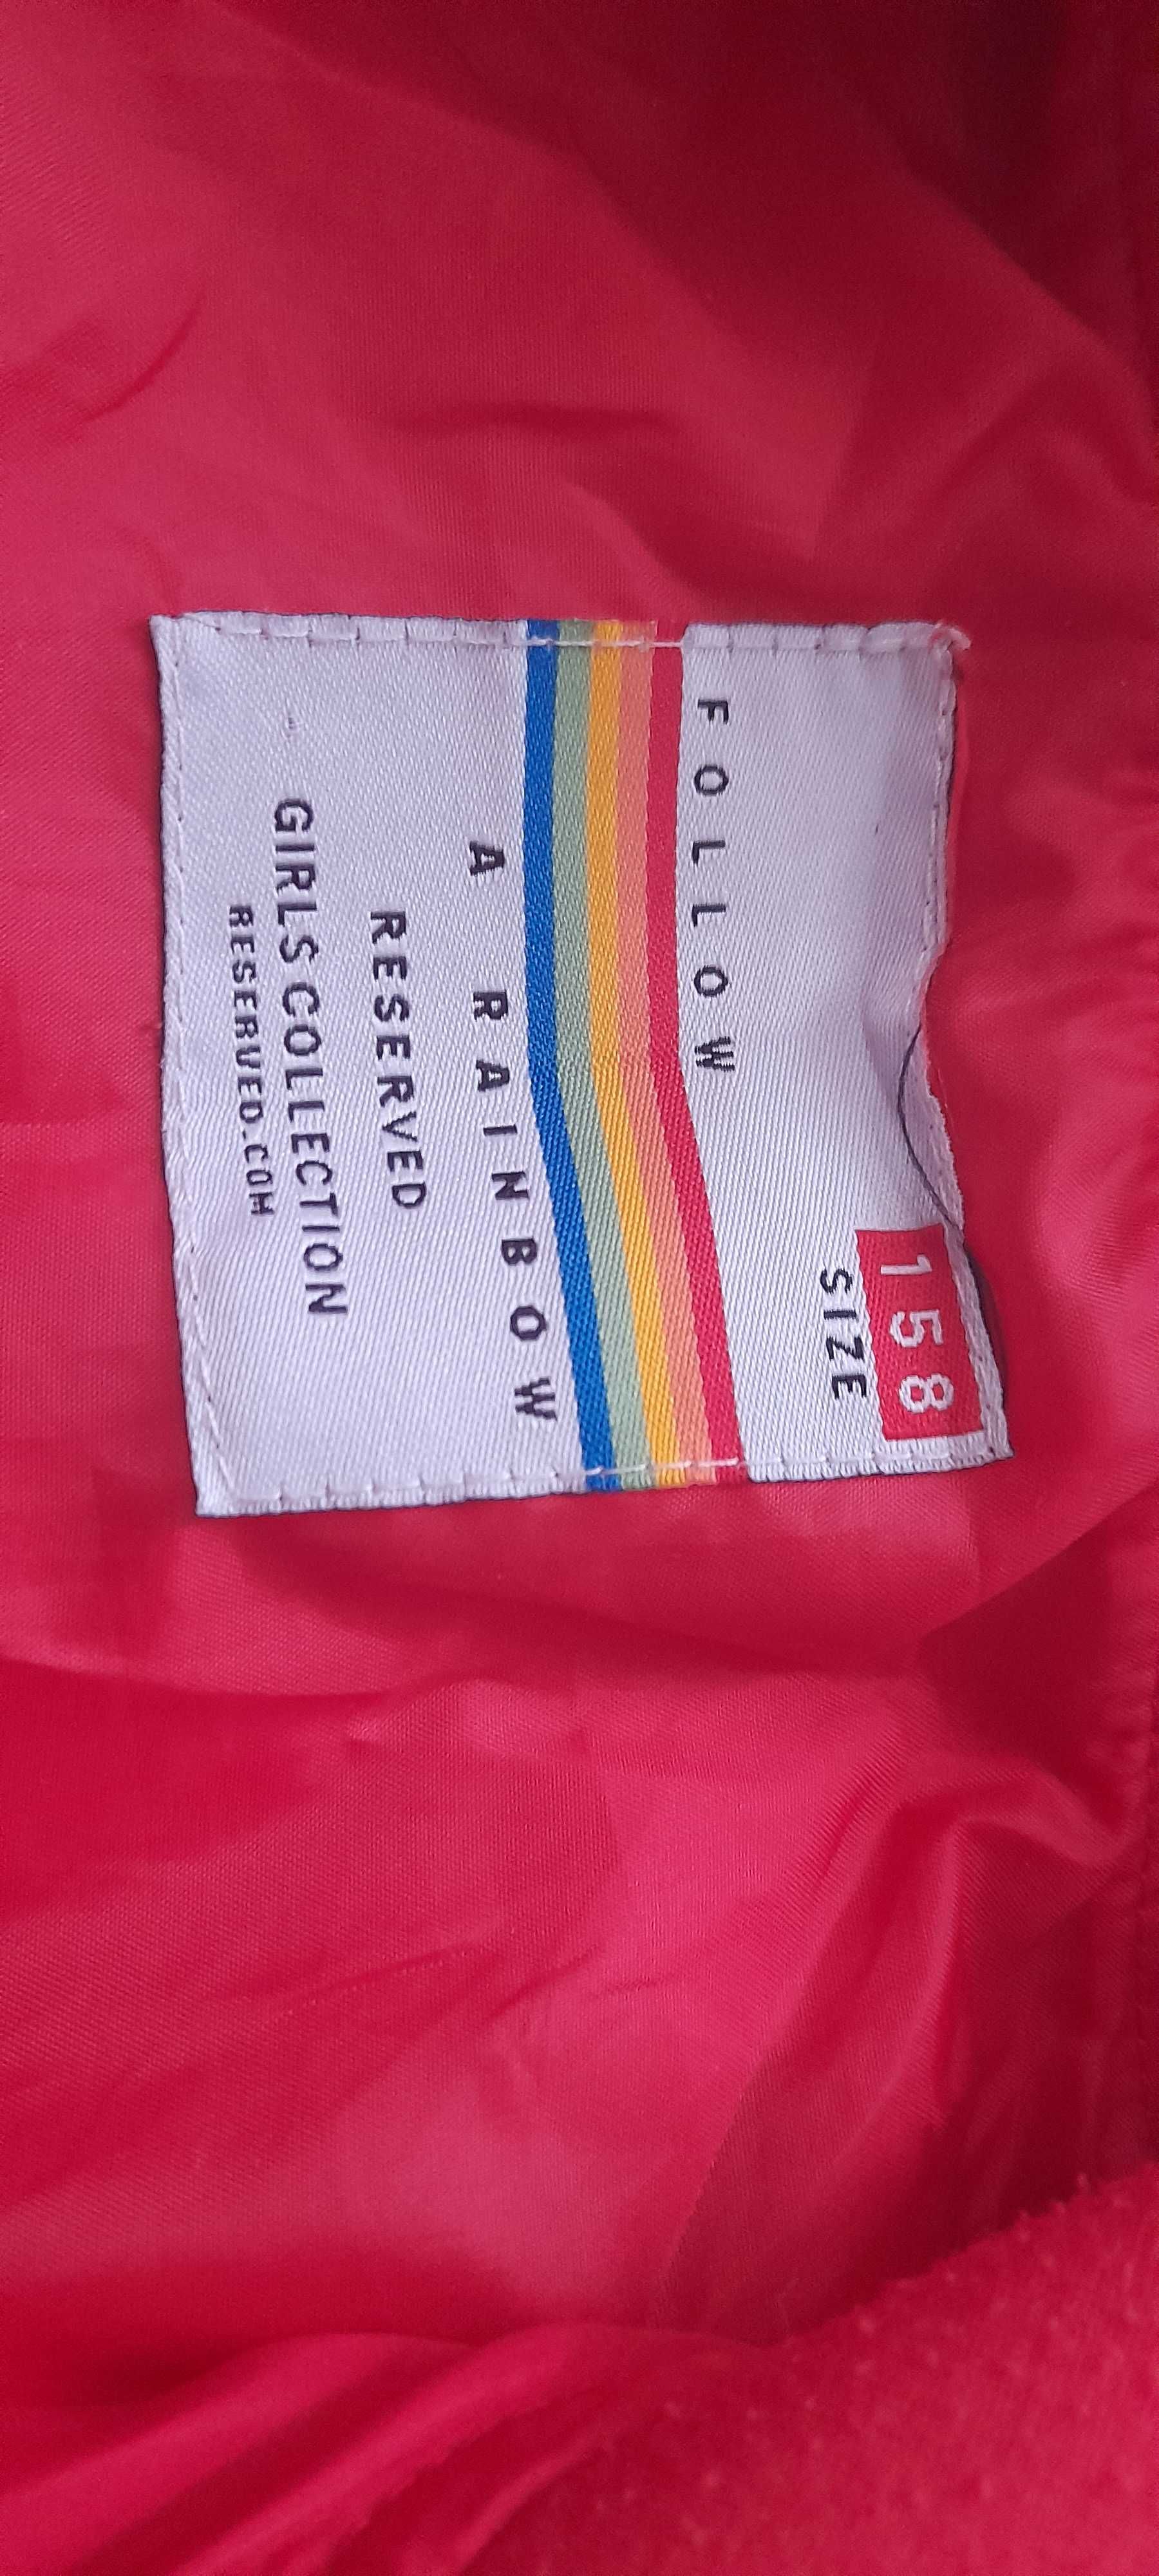 158
SIZE
FOLLOW
A RAINBOW
RESERVED
GIRLS COLLECTION
RESERVED.COM